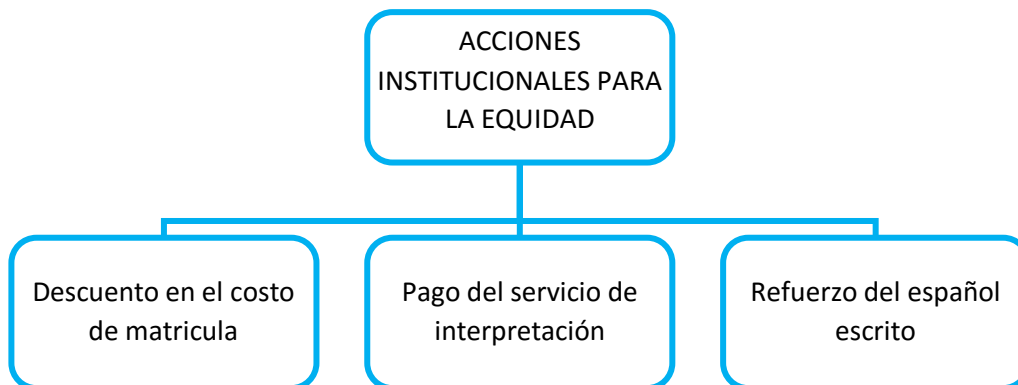 ACCIONES
INSTITUCIONALES PARA
LA EQUIDAD
Descuento en el costo
de matricula
Pago del servicio de
interpretación
Refuerzo del español
escrito